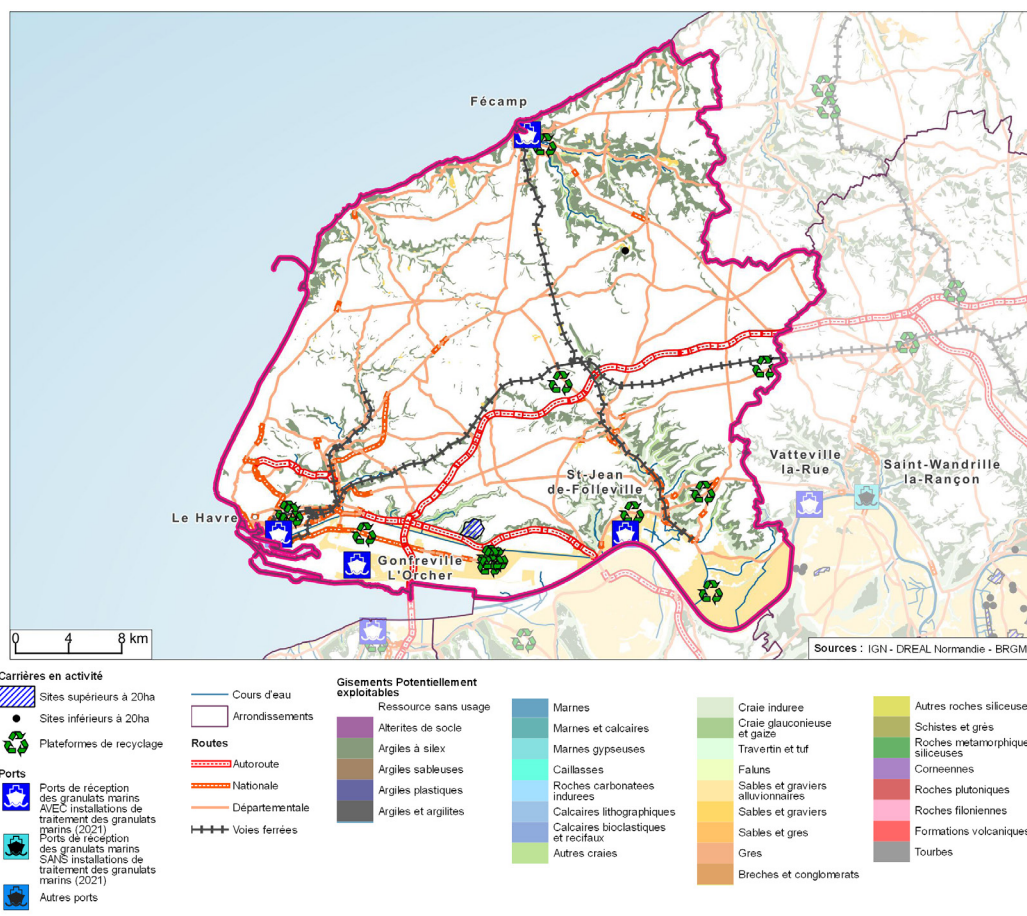 Fécamp
Vatteville
la-Rue
Saint-Wandrille
la-Rançon
St-Jean
de-Folleville
Le Havre
Gonfreville
L'Orcher
0 4 8 km
Sources : IGN - DREAL Normandie - BRGM
Carrières en activité
Sites supérieurs à 20ha
Sites inférieurs à 20ha
Plateformes de recyclage
Ports
Ports de réception
des granulats marins
AVEC installations de
traitement des granulats
marins (2021)
Ports de réception
des granulats marins
SANS installations de
traitement des granulats
marins (2021)
Autres ports
Cours d'eau
Arrondissements
Routes
Autoroute
Nationale
Départementale
Voies ferrées
Gisements Potentiellement
exploitables
Ressource sans usage
Alterites de socle
Argiles à silex
Argiles sableuses
Argiles plastiques
Argiles et argilites
Marnes
Marnes et calcaires
Marnes gypseuses
Caillasses
Roches carbonatees
indurees
Calcaires lithographiques
Calcaires bioclastiques
et recifaux
Autres craies
Craie induree
Craie glauconieuse
et gaize
Travertin et tuf
Faluns
Sables et graviers
alluvionnaires
Sables et graviers
Sables et gres
Gres
Breches et conglomerats
Autres roches siliceuse
Schistes et grès
Roches metamorphique
siliceuses
Corneennes
Roches plutoniques
Roches filoniennes
Formations volcaniques
Tourbes